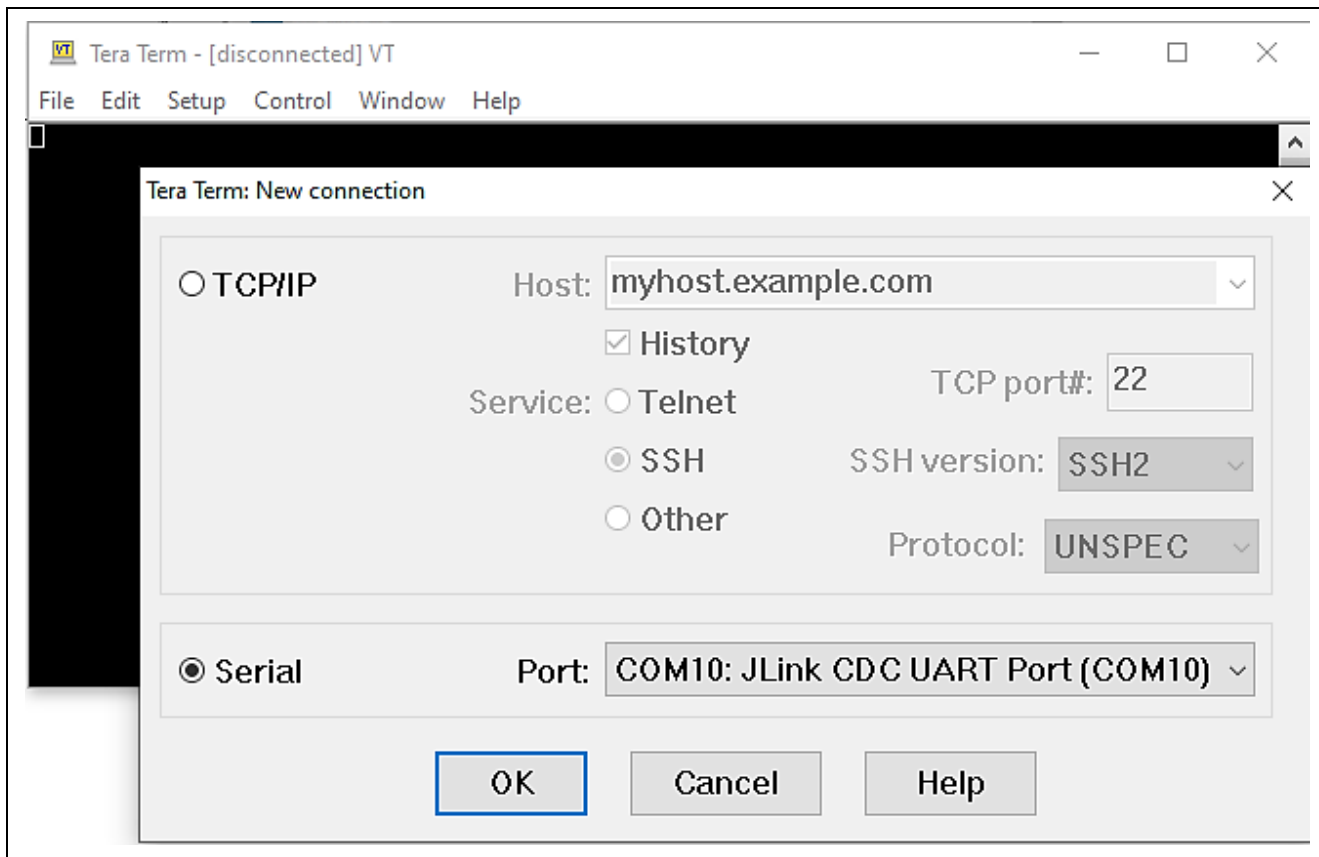 VT Tera Term - [disconnected] VT
File Edit Setup Control Window Help
Tera Term: New connection
TCP/IP Host: myhost.example.com
History
TCP port#: 22
Service: Telnet
SSH SSH version: SSH2
Other
Protocol: UNSPEC
Serial Port: COM10: JLink CDC UART Port (COM10)
OK Cancel Help